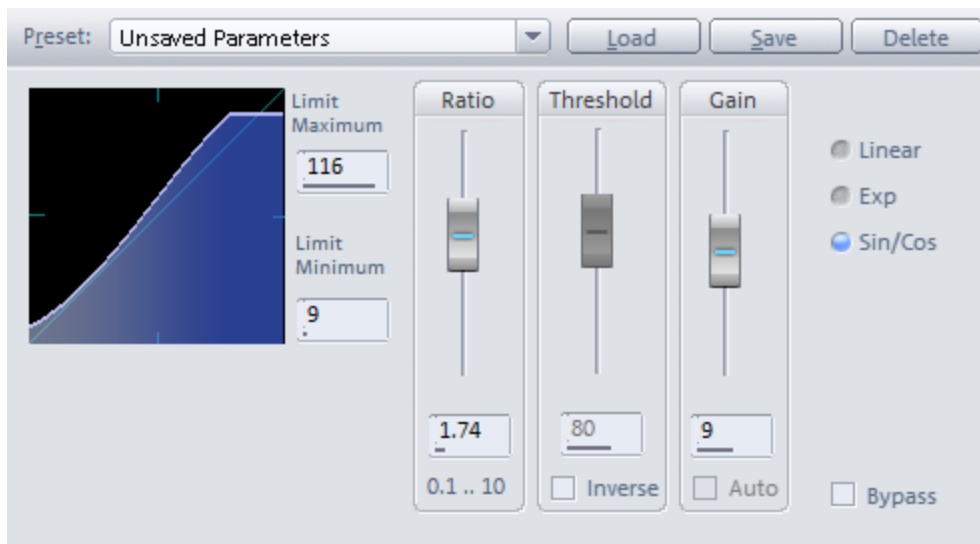 Preset: Unsaved Parameters Load Save Delete
Limit Maximum
116
Limit Minimum
9
Ratio
1.74
0.1 .. 10
Threshold
80
Inverse
Gain
9
Auto
Linear
Exp
Sin/Cos
Bypass